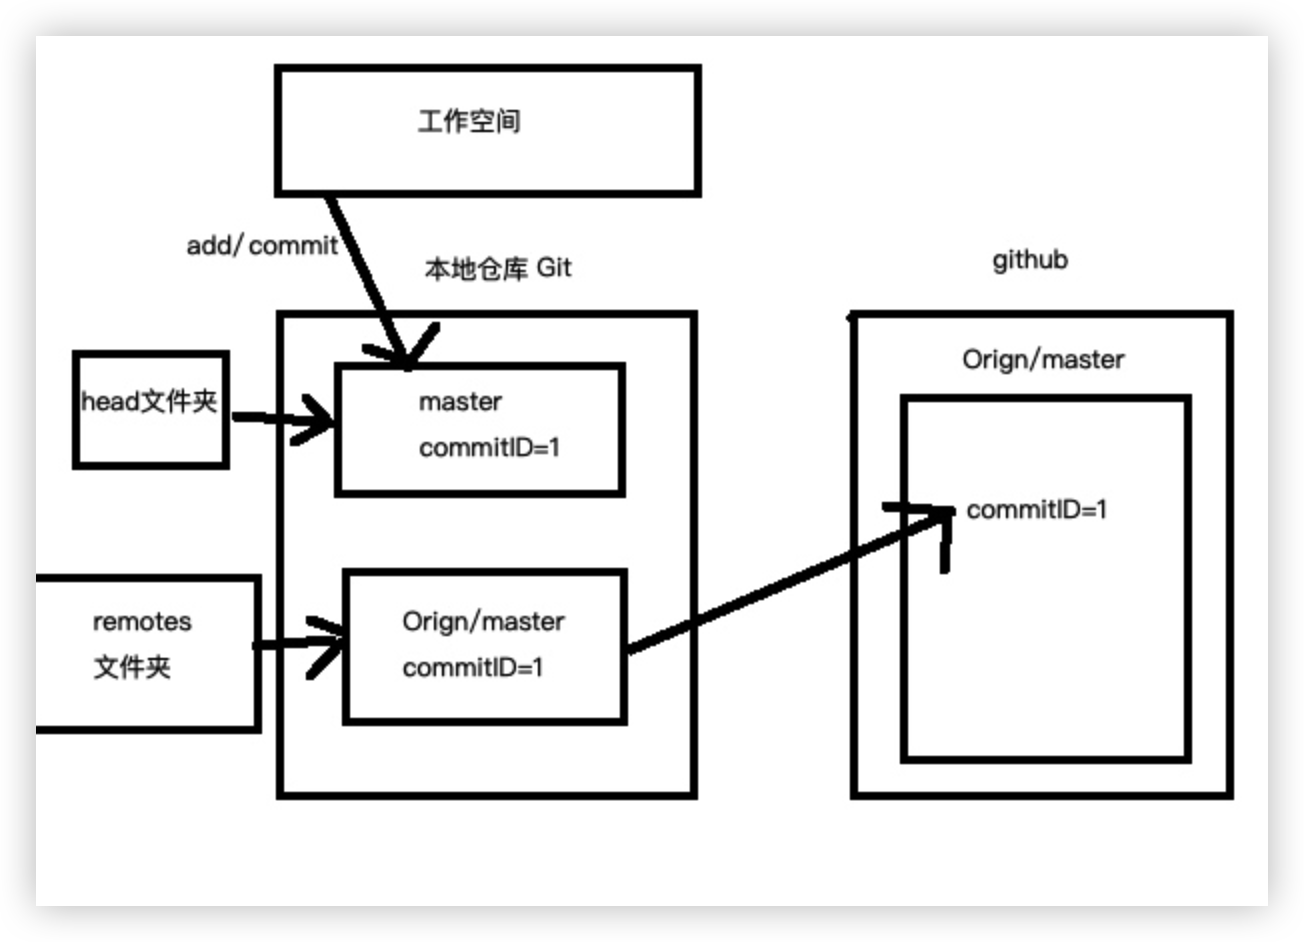 工作空间
add/ commit
本地仓库 Git
github
head文件夹
master
commitID=1
Orign/master
commitID=1
remotes
文件夹
Orign/master
commitID=1